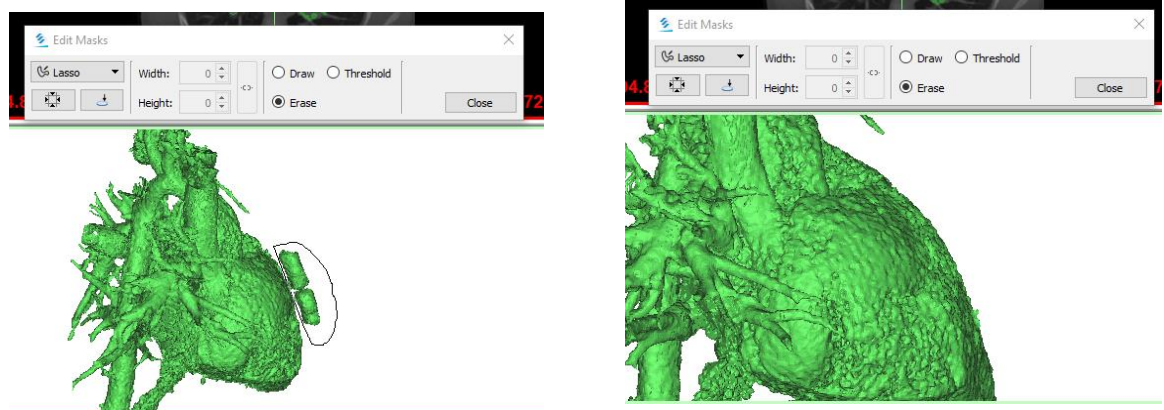 Edit Masks
Lasso
Width: 0
Draw
Threshold
Height: 0
Erase
Close
72
Edit Masks
Lasso
Width: 0
Draw
Threshold
Height: 0
Erase
Close